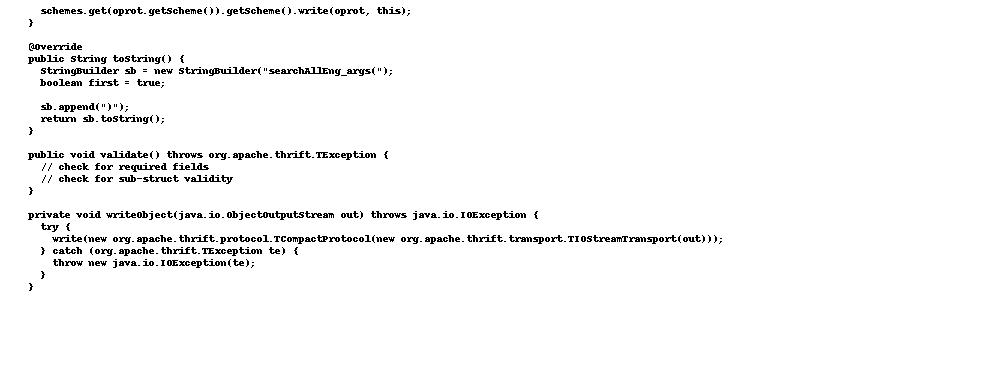 schemes.get(oprot.getScheme()).getScheme().write(oprot, this);
}
@Override
public String toString() {
StringBuilder sb = new StringBuilder("searchAllEng_args(");
boolean first = true;
sb.append(")");
return sb.toString();
}
public void validate() throws org.apache.thrift.TException {
// check for required fields
// check for sub-struct validity
}
private void writeObject(java.io.ObjectOutputStream out) throws java.io.IOException {
try {
write(new org.apache.thrift.protocol.TCompactProtocol(new org.apache.thrift.transport.TIOStreamTransport(out)));
} catch (org.apache.thrift.TException te) {
throw new java.io.IOException(te);
}
}